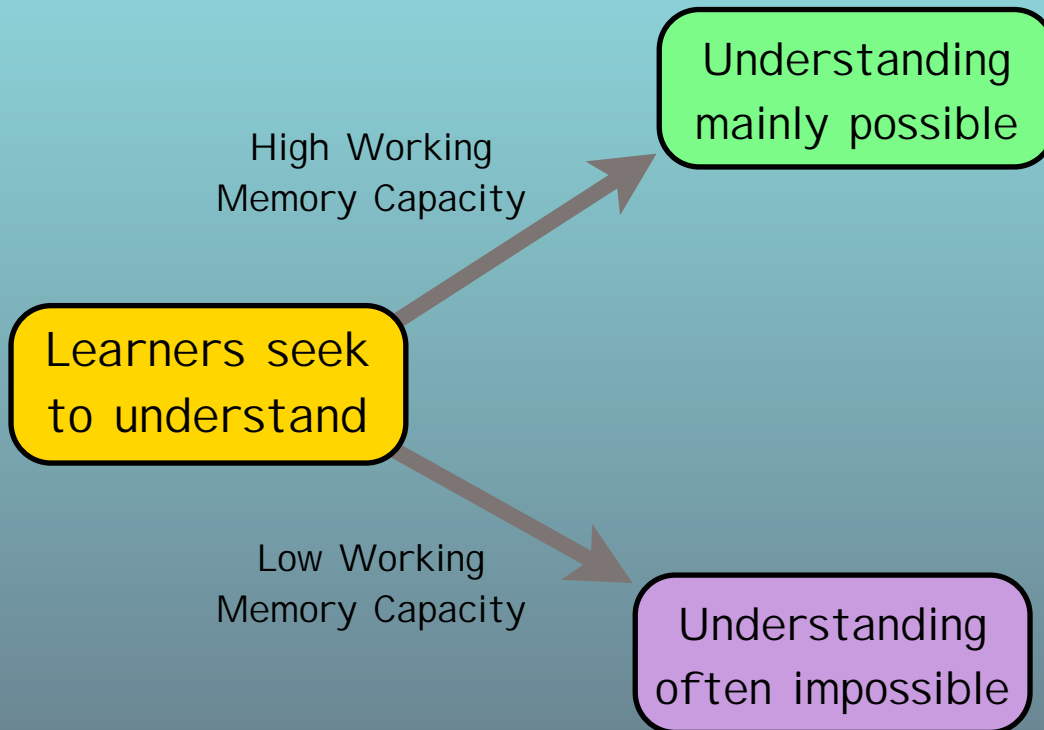 Understanding
mainly possible
High Working
Memory Capacity
Learners seek
to understand
Low Working
Memory Capacity
Understanding
often impossible